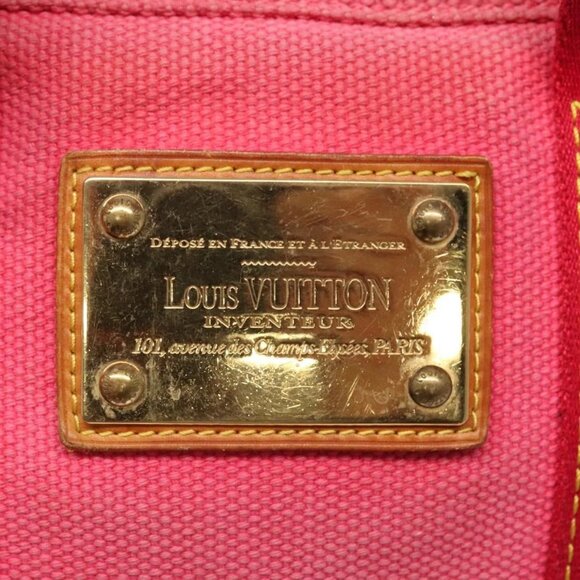 DÉPOSÉ EN FRANCE ET À L'ETRANGER
LOUIS VUITTON
INVENTEUR
101, avenue des Champs-Elysées, PARIS